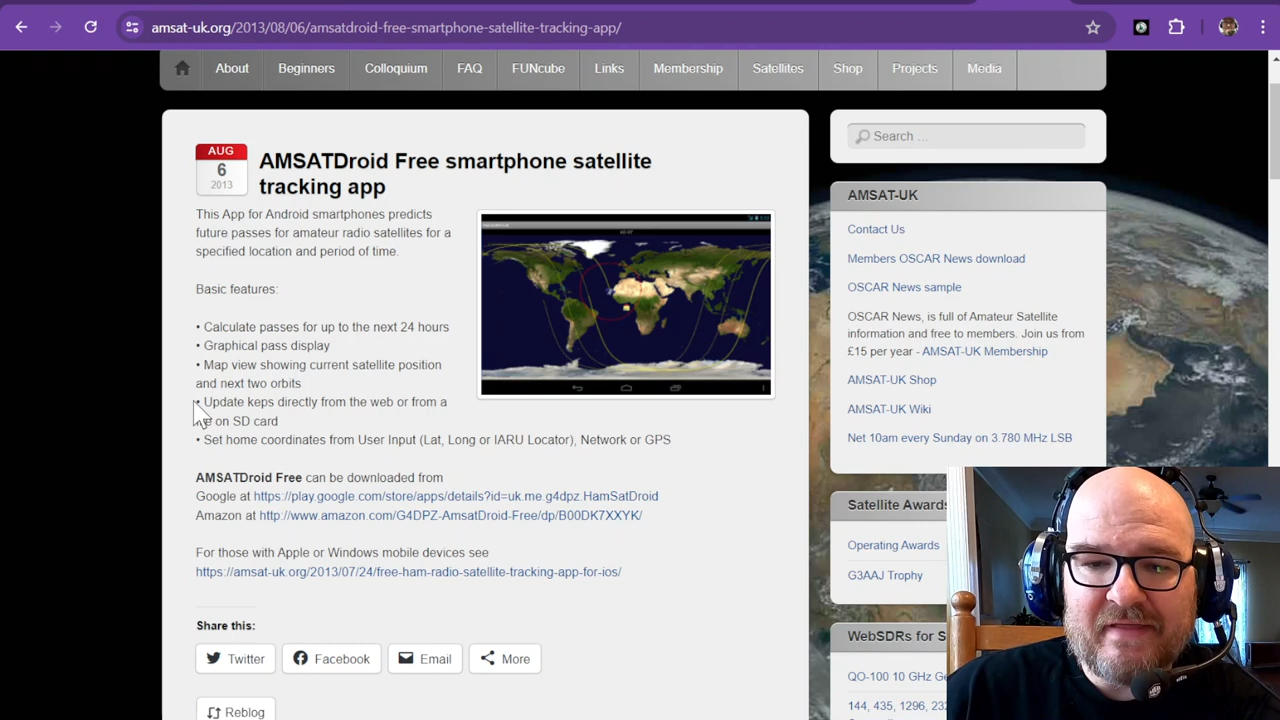 amsat-uk.org/2013/08/06/amsatdroid-free-smartphone-satellite-tracking-app/
About Beginners Colloquium FAQ FUNcube Links Membership Satellites Shop Projects Media
AUG
6
2013
AMSATDroid Free smartphone satellite
tracking app
This App for Android smartphones predicts
future passes for amateur radio satellites for a
specified location and period of time.
Basic features:
• Calculate passes for up to the next 24 hours
• Graphical pass display
• Map view showing current satellite position
and next two orbits
• Update keps directly from the web or from a
on SD card
• Set home coordinates from User Input (Lat, Long or IARU Locator), Network or GPS
AMSATDroid Free can be downloaded from
Google at https://play.google.com/store/apps/details?id=uk.me.g4dpz.HamSatDroid
Amazon at http://www.amazon.com/G4DPZ-AmsatDroid-Free/dp/B00DK7XXYK/
For those with Apple or Windows mobile devices see
https://amsat-uk.org/2013/07/24/free-ham-radio-satellite-tracking-app-for-ios/
Share this:
Twitter Facebook Email More
Reblog
Search ...
AMSAT-UK
Contact Us
Members OSCAR News download
OSCAR News sample
OSCAR News, is full of Amateur Satellite
information and free to members. Join us from
£15 per year - AMSAT-UK Membership
AMSAT-UK Shop
AMSAT-UK Wiki
Net 10am every Sunday on 3.780 MHz LSB
Satellite Awards
Operating Awards
G3AAJ Trophy
WebSDRs for S
QO-100 10 GHz Ge
144, 435, 1296, 232